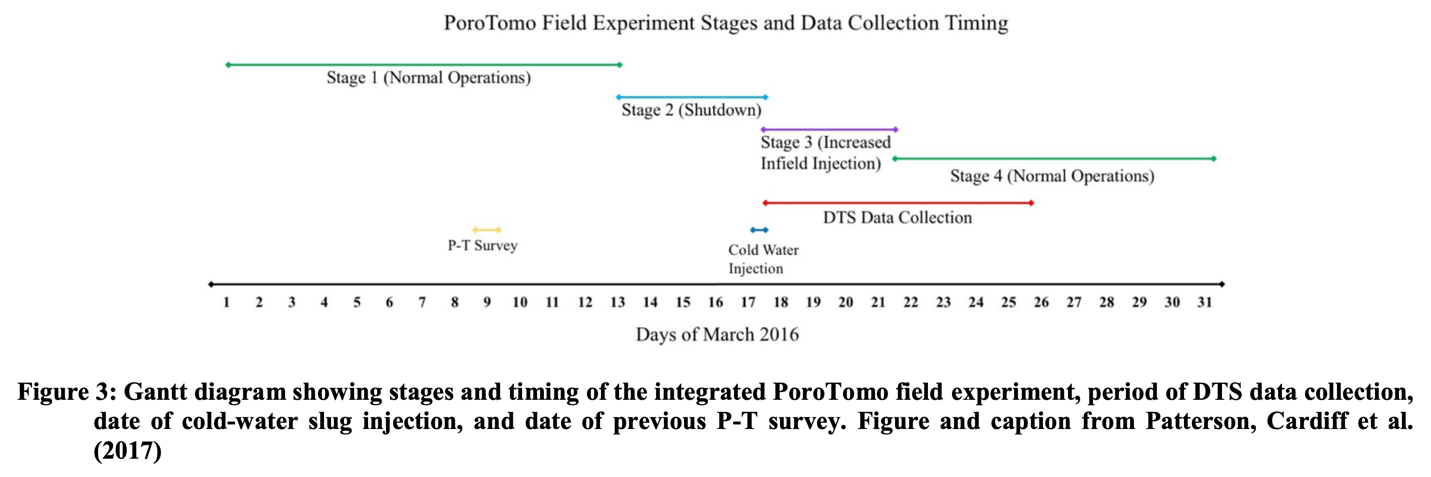 PoroTomo Field Experiment Stages and Data Collection Timing
Stage 1 (Normal Operations)
Stage 2 (Shutdown)
Stage 3 (Increased
Infield Injection)
Stage 4 (Normal Operations)
DTS Data Collection
P-T Survey
Cold Water
Injection
1 2 3 4 5 6 7 8 9 10 11 12 13 14 15 16 17 18 19 20 21 22 23 24 25 26 27 28 29 30 31
Days of March 2016
Figure 3: Gantt diagram showing stages and timing of the integrated PoroTomo field experiment, period of DTS data collection,
date of cold-water slug injection, and date of previous P-T survey. Figure and caption from Patterson, Cardiff et al.
(2017)